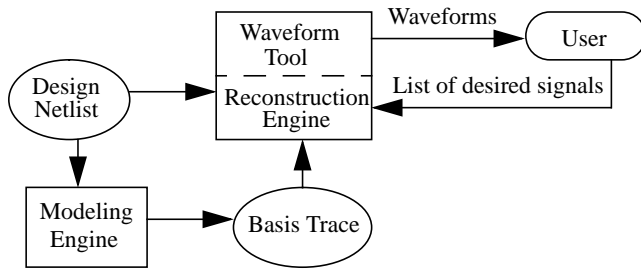 Waveforms
Waveform
Tool
User
Design
Netlist
List of desired signals
Reconstruction
Engine
Modeling
Engine
Basis Trace